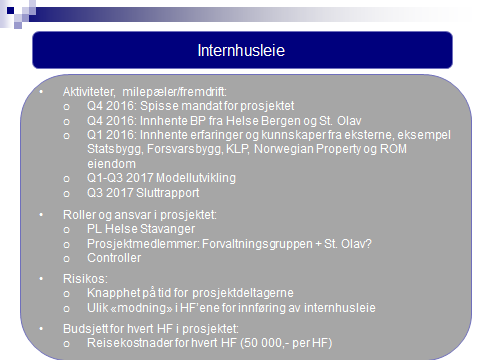 Internhusleie
• Aktiviteter, milepæler/fremdrift:
o Q4 2016: Spisse mandat for prosjektet
o Q4 2016: Innhente BP fra Helse Bergen og St. Olav
o Q1 2016: Innhente erfaringer og kunnskaper fra eksterne, eksempel
Statsbygg, Forsvarsbygg, KLP, Norwegian Property og ROM
eiendom
o Q1-Q3 2017 Modellutvikling
o Q3 2017 Sluttrapport
• Roller og ansvar i prosjektet:
o PL Helse Stavanger
o Prosjektmedlemmer: Forvaltningsgruppen + St. Olav?
o Controller
• Risikos:
o Knapphet på tid for prosjektdeltagerne
o Ulik «modning» i HF'ene for innføring av internhusleie
• Budsjett for hvert HF i prosjektet:
o Reisekostnader for hvert HF (50 000,- per HF)